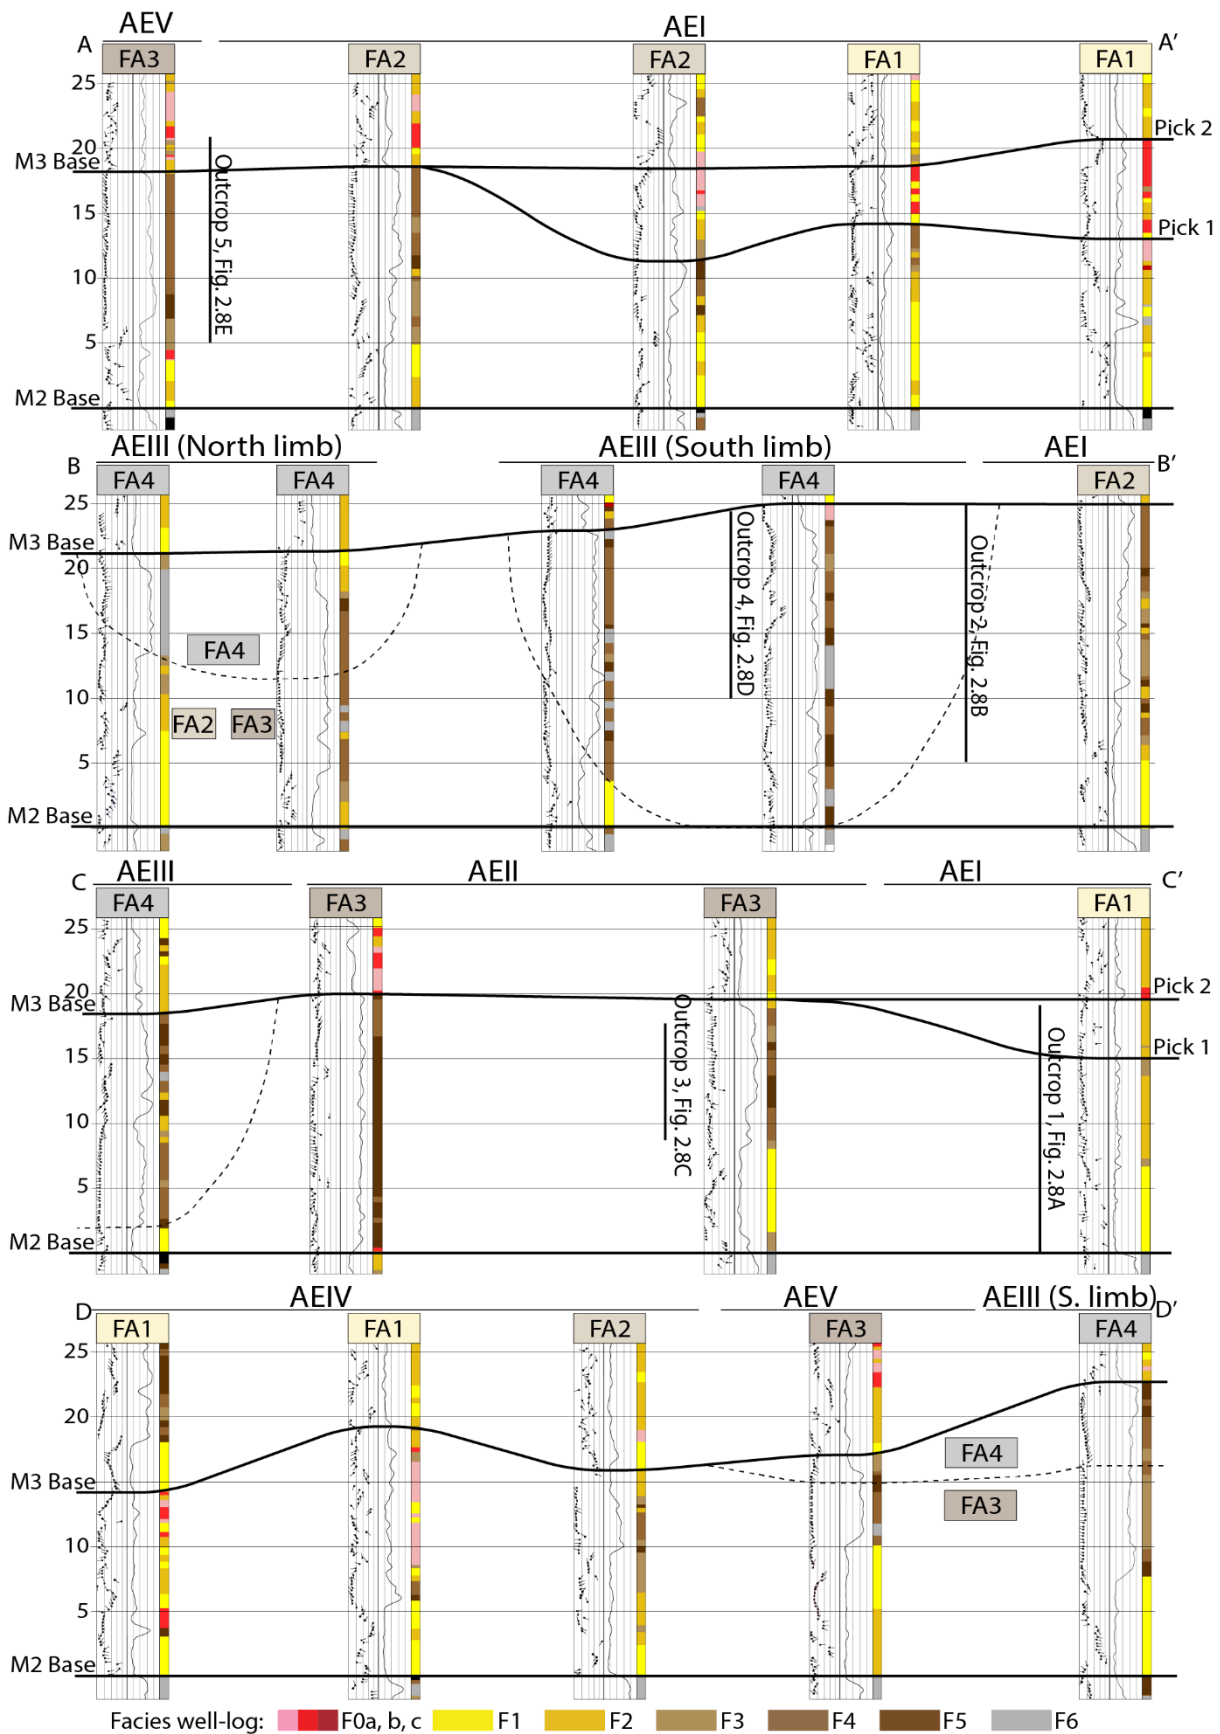 AEV AEI
A A'
FA3 FA2 FA2 FA1 FA1
25
20
15
10
5
M3 Base
M2 Base
Pick 2
Pick 1
Outcrop 5, Fig. 2.8E
AEIII (North limb) AEIII (South limb) AEI
B B'
FA4 FA4 FA4 FA4 FA2
25
M3 Base
20
15
10
5
M2 Base
FA4
FA2 FA3
Outcrop 4, Fig. 2.8D
Outcrop 2, Fig. 2.8B
AEIII AEII AEI
C C'
FA4 FA3 FA3 FA1
25
20
M3 Base
15
10
5
M2 Base
Pick 2
Pick 1
Outcrop 3, Fig. 2.8C
Outcrop 1, Fig. 2.8A
AEIV AEV AEIII (S. limb)
D D'
FA1 FA1 FA2 FA3 FA4
25
20
M3 Base
15
10
5
M2 Base
FA4
FA3
Facies well-log: F0a, b, c F1 F2 F3 F4 F5 F6